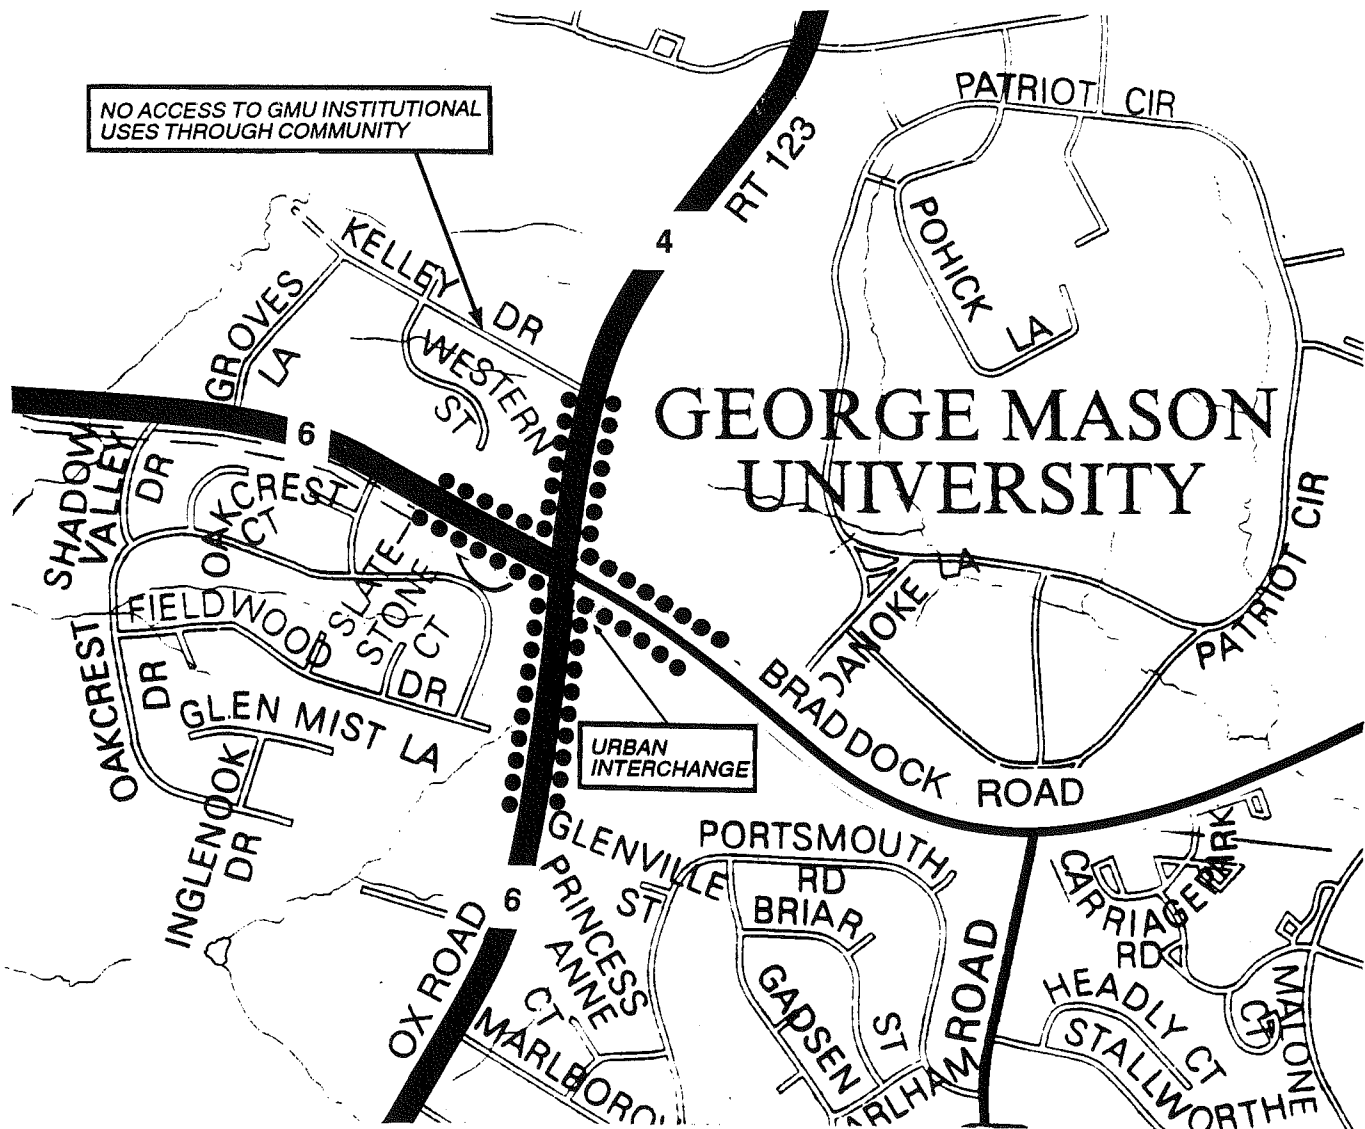 PATRIOT CIR
NO ACCESS TO GMU INSTITUTIONAL
USES THROUGH COMMUNITY
RT 123
4
KELLEY DR
POHICK LA
GROVES LA
WESTERN ST
GEORGE MASON
UNIVERSITY
6
SHADOW VALLEY DR
OAKCREST CT
SLATE-
STONE CT
PATRIOT CIR
LA
FIELDWOOD DR
OAKCREST DR
BRADDOCK ROAD
GLEN MIST LA
URBAN
INTERCHANGE
INGLENOOK DR
GLENVILLE ST
PORTSMOUTH RD
PARK
CARRIAGE
RD
PRINCESS ANNE CT
BRIAR ST
6
OX ROAD
GADSEN
ROAD
HEADLY CT
CT
MALONE
MARLBORO
STALLWORTH